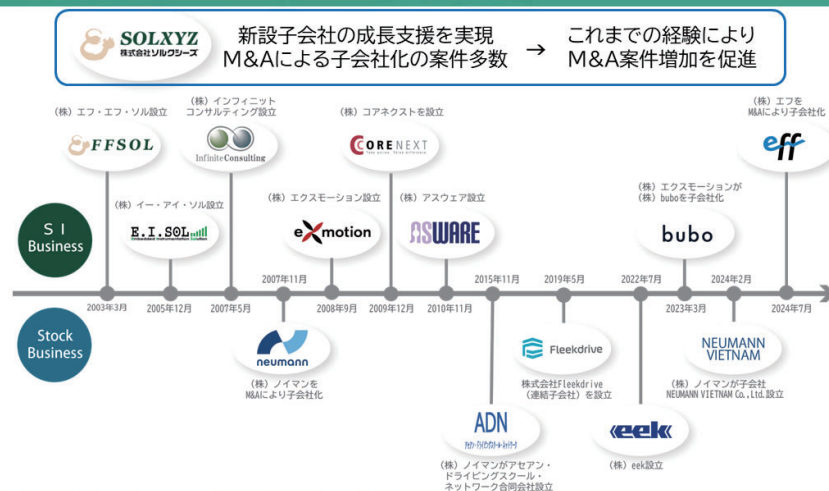 SOLXYZ
株式会社ソルクシーズ
新設子会社の成長支援を実現
M&Aによる子会社化の案件多数
→
これまでの経験により
M&A案件増加を促進
(株)エフ・エフ・ソル設立
FFSOL
(株)インフィニット
コンサルティング設立
InfiniteConsulting
(株)コアネクストを設立
CORENEXT
(株)エフを
M&Aにより子会社化
eff
(株)イー・アイ・ソル設立
E.I.SOL
Embedded Instrumentation Solution
(株)エクスモーション設立
eXmotion
(株)アスウェア設立
ASWARE
(株)エクスモーションが
(株)buboを子会社化
bubo
SI
Business
2007年11月
2015年11月
2019年5月
2022年7月
2024年2月
2003年3月
2005年12月
2007年5月
2008年9月
2009年12月
2010年11月
2023年3月
2024年7月
Stock
Business
neumann
(株)ノイマンを
M&Aにより子会社化
Fleekdrive
株式会社Fleekdrive
(連結子会社)を設立
NEUMANN
VIETNAM
(株)ノイマンが子会社
NEUMANN VIETNAM Co.,Ltd.設立
ADN
(株)ノイマンがアセアン・
ドライビングスクール・
ネットワーク合同会社設立
eek
(株)eek設立